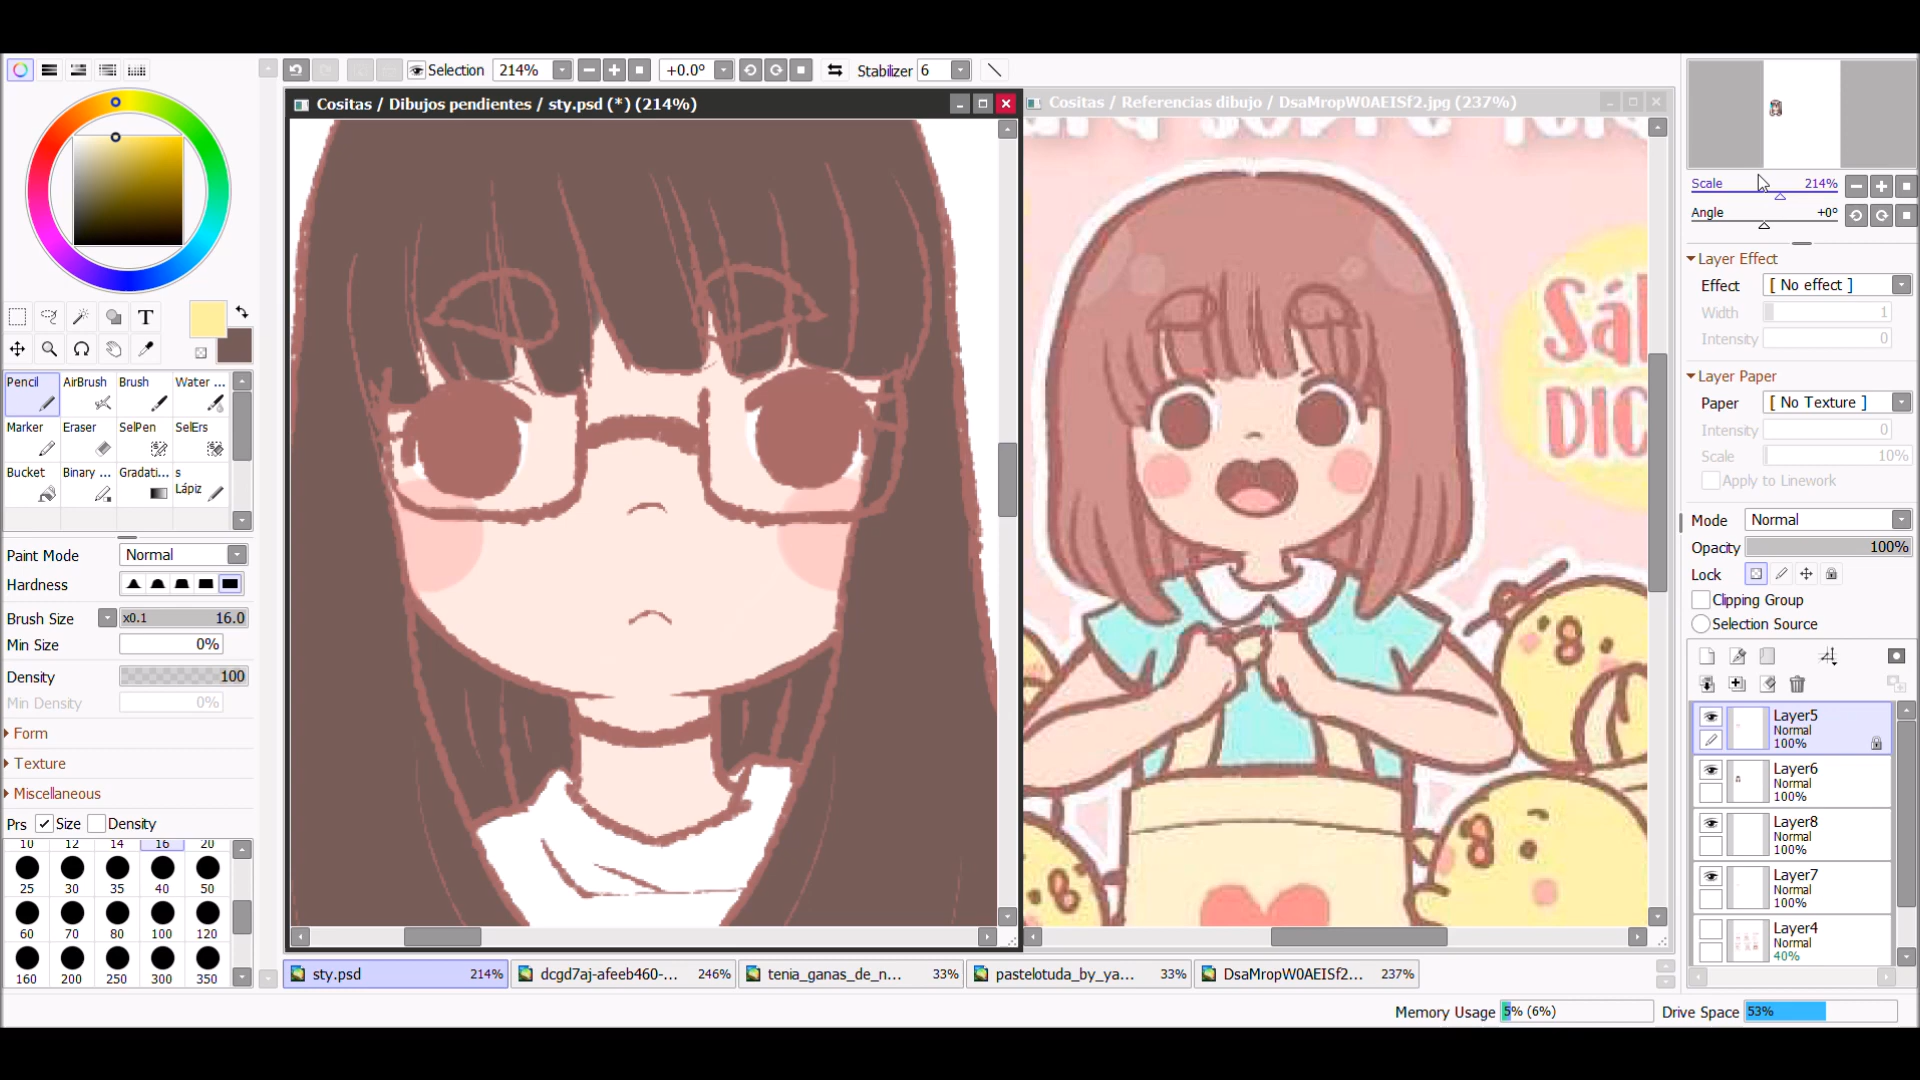 Selection 214% +0.0° Stabilizer 6
Cositas / Dibujos pendientes / sty.psd (*) (214%)
Cositas / Referencias dibujo / DsaMropW0AEISf2.jpg (237%)
Scale 214%
Angle +0°
Layer Effect
Effect [ No effect ]
Width 1
Intensity 0
Layer Paper
Paper [ No Texture ]
Intensity 0
Scale 10%
Apply to Linework
Mode Normal
Opacity 100%
Lock
Clipping Group
Selection Source
Layer5
Normal
100%
Layer6
Normal
100%
Layer8
Normal
100%
Layer7
Normal
100%
Layer4
Normal
40%
T
Pencil AirBrush Brush Water ...
Marker Eraser SelPen SelErs
Bucket Binary ... Gradati... s
Lápiz
Paint Mode Normal
Hardness
Brush Size x0.1 16.0
Min Size 0%
Density 100
Min Density 0%
Form
Texture
Miscellaneous
Prs Size Density
10 12 14 16 20
25 30 35 40 50
60 70 80 100 120
160 200 250 300 350
Sá
DIC
sty.psd 214%
dcgd7aj-afeeb460-... 246%
tenia_ganas_de_n... 33%
pastelotuda_by_ya... 33%
DsaMropW0AEISf2... 237%
Memory Usage 5% (6%) Drive Space 53%